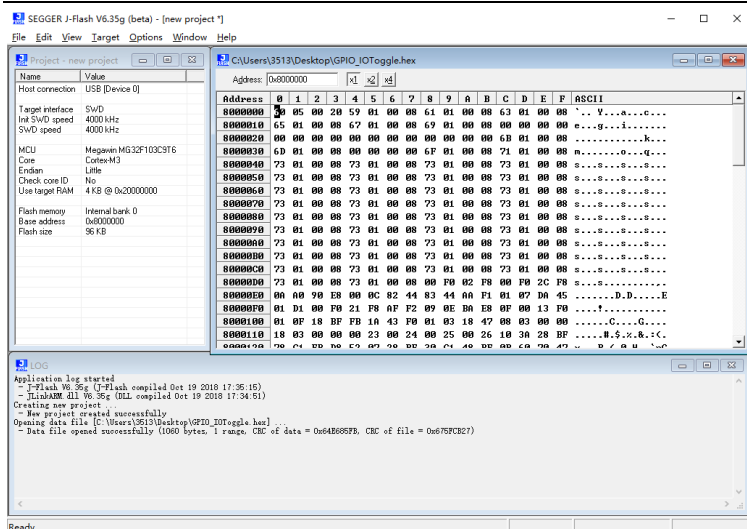 SEGGER J-Flash V6.35g (beta) - [new project *]
File Edit View Target Options Window Help
Project - new project
Name Value
Host connection USB [Device 0]
Target interface SWD
Init SWD speed 4000 kHz
SWD speed 4000 kHz
MCU Megawin MG32F103C9T6
Core Cortex-M3
Endian Little
Check core ID No
Use target RAM 4 KB @ 0x20000000
Flash memory Internal bank 0
Base address 0x8000000
Flash size 96 KB
C:\Users\3513\Desktop\GPIO_IOToggle.hex
Address: 0x8000000 x1 x2 x4
Address 0 1 2 3 4 5 6 7 8 9 A B C D E F ASCII
8000000 60 05 00 20 59 01 00 08 61 01 00 08 63 01 00 08 `.. Y...a...c...
8000010 65 01 00 08 67 01 00 08 69 01 00 08 00 00 00 00 e...g...i.......
8000020 00 00 00 00 00 00 00 00 00 00 00 00 6B 01 00 08 ............k...
8000030 6D 01 00 08 00 00 00 00 6F 01 00 08 71 01 00 08 m.......o...q...
8000040 73 01 00 08 73 01 00 08 73 01 00 08 73 01 00 08 s...s...s...s...
8000050 73 01 00 08 73 01 00 08 73 01 00 08 73 01 00 08 s...s...s...s...
8000060 73 01 00 08 73 01 00 08 73 01 00 08 73 01 00 08 s...s...s...s...
8000070 73 01 00 08 73 01 00 08 73 01 00 08 73 01 00 08 s...s...s...s...
8000080 73 01 00 08 73 01 00 08 73 01 00 08 73 01 00 08 s...s...s...s...
8000090 73 01 00 08 73 01 00 08 73 01 00 08 73 01 00 08 s...s...s...s...
80000A0 73 01 00 08 73 01 00 08 73 01 00 08 73 01 00 08 s...s...s...s...
80000B0 73 01 00 08 73 01 00 08 73 01 00 08 73 01 00 08 s...s...s...s...
80000C0 73 01 00 08 73 01 00 08 73 01 00 08 73 01 00 08 s...s...s...s...
80000D0 73 01 00 08 73 01 00 08 00 F0 02 F8 00 F0 2C F8 s...s.........,.
80000E0 0A A0 90 E8 00 0C 82 44 83 44 AA F1 01 07 DA 45 .......D.D.....E
80000F0 01 D1 00 F0 21 F8 AF F2 09 0E BA E8 0F 00 13 F0 ....!...........
8000100 01 0F 18 BF FB 1A 43 F0 01 03 18 47 08 03 00 00 ......C....G....
8000110 18 03 00 00 00 23 00 24 00 25 00 26 10 3A 28 BF .....#.$.%.&.:(.
LOG
Application log started
- J-Flash V6.35g (J-Flash compiled Oct 19 2018 17:35:15)
- JLinkARM.dll V6.35g (DLL compiled Oct 19 2018 17:34:51)
Creating new project ...
- New project created successfully
Opening data file [C:\Users\3513\Desktop\GPIO_IOToggle.hex] ...
- Data file opened successfully (1060 bytes, 1 range, CRC of data = 0x64E685FB, CRC of file = 0x675FCB27)
Ready